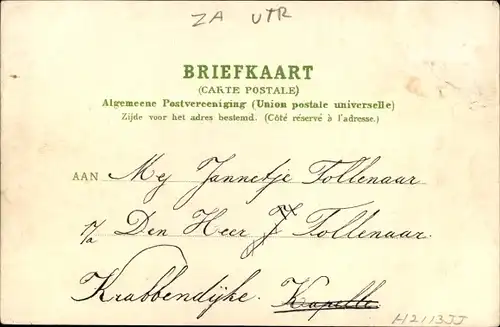 ZA UTR
BRIEFKAART
(CARTE POSTALE)
Algemeene Postvereeniging (Union postale universelle)
Zijde voor het adres bestemd. (Côté réservé à l'adresse.)
AAN Mej Jannetje Tollenaar
p/a Den Heer J Tollenaar.
Krabbendijke. Kapelle
H2113JJ